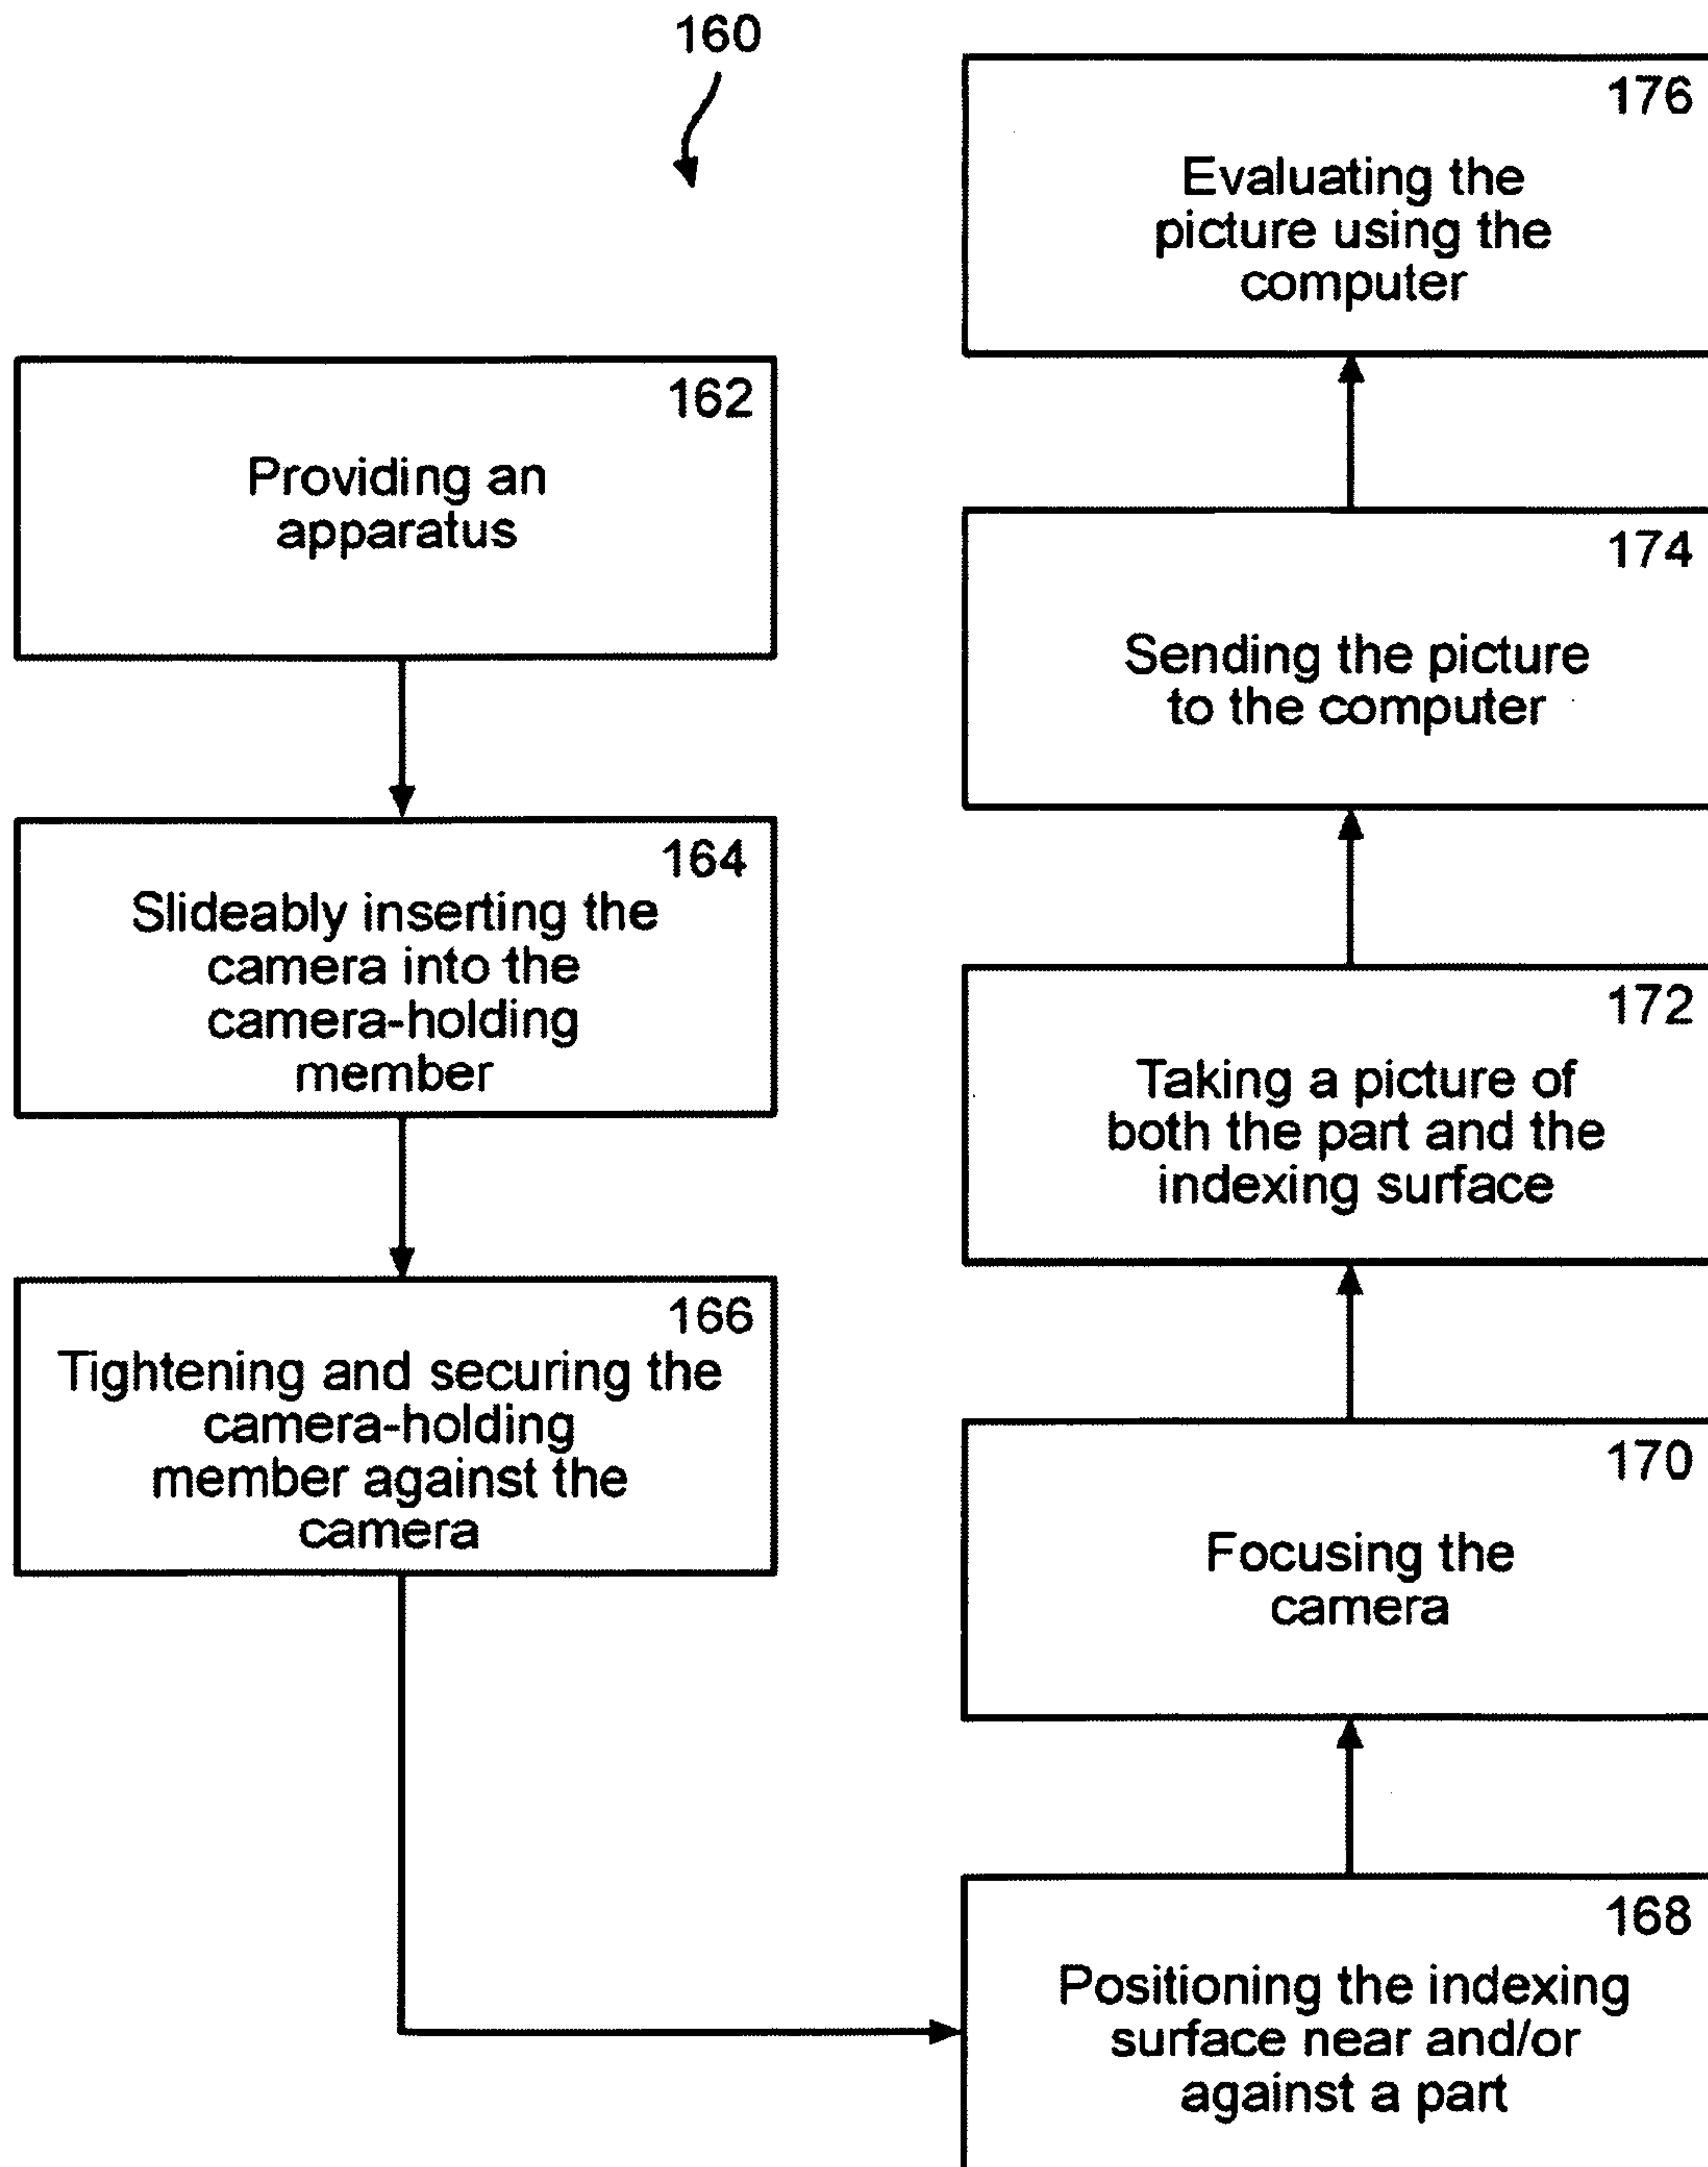 160
162
Providing an
apparatus
164
Slideably inserting the
camera into the
camera-holding
member
166
Tightening and securing the
camera-holding
member against the
camera
168
Positioning the indexing
surface near and/or
against a part
170
Focusing the
camera
172
Taking a picture of
both the part and the
indexing surface
174
Sending the picture
to the computer
176
Evaluating the
picture using the
computer